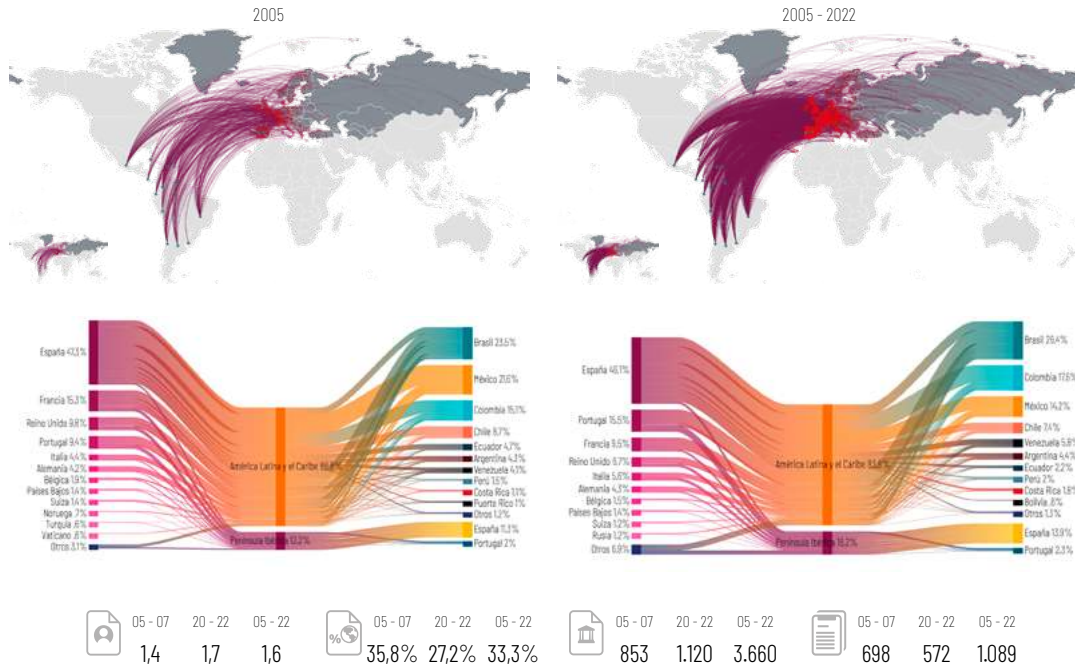 2005
2005 - 2022
España 47,3%
Francia 15,3%
Reino Unido 9,8%
Portugal 9,4%
Italia 4,4%
Alemania 4,2%
Bélgica 1,9%
Países Bajos 1,4%
Suiza 1,4%
Noruega ,7%
Turquía ,6%
Vaticano ,6%
Otros 3,1%
América Latina y el Caribe
Península Ibérica
Brasil 23,5%
México 21,6%
Colombia 15,1%
Chile 8,7%
Ecuador 4,7%
Argentina 4,3%
Venezuela 4,1%
Perú 1,5%
Costa Rica 1,1%
Puerto Rico 1%
Otros 1,2%
España 11,3%
Portugal 2%
España 46,1%
Portugal 15,5%
Francia 9,5%
Reino Unido 6,7%
Italia 5,6%
Alemania 4,3%
Bélgica 1,5%
Países Bajos 1,4%
Suiza 1,2%
Rusia 1,2%
Otros 6,9%
América Latina y el Caribe
Península Ibérica
Brasil 26,4%
Colombia 17,6%
México 14,2%
Chile 7,4%
Venezuela 5,8%
Argentina 4,4%
Ecuador 2,2%
Perú 2%
Costa Rica 1,8%
Bolivia ,8%
Otros 1,3%
España 13,9%
Portugal 2,3%
05 - 07 20 - 22 05 - 22
1,4 1,7 1,6
%
05 - 07 20 - 22 05 - 22
35,8% 27,2% 33,3%
05 - 07 20 - 22 05 - 22
853 1.120 3.660
05 - 07 20 - 22 05 - 22
698 572 1.089